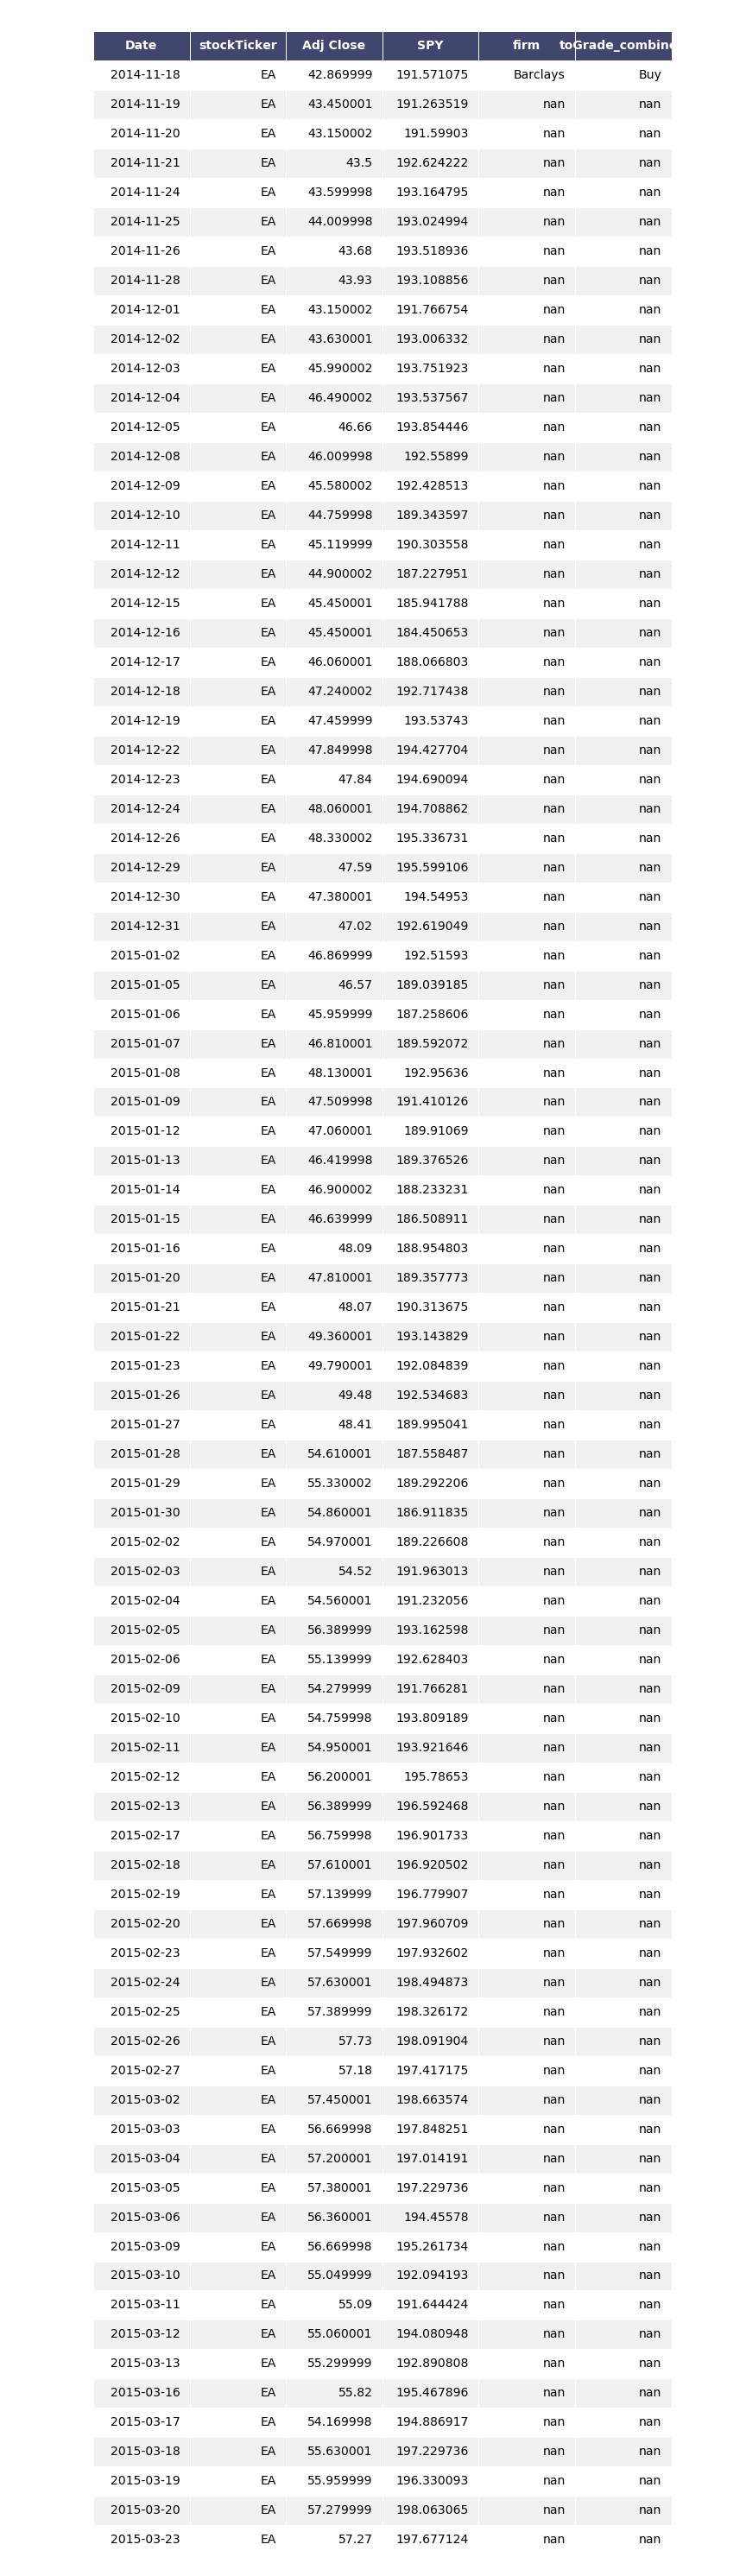 Date stockTicker Adj Close SPY firm toGrade_combine
2014-11-18 EA 42.869999 191.571075 Barclays Buy
2014-11-19 EA 43.450001 191.263519 nan nan
2014-11-20 EA 43.150002 191.59903 nan nan
2014-11-21 EA 43.5 192.624222 nan nan
2014-11-24 EA 43.599998 193.164795 nan nan
2014-11-25 EA 44.009998 193.024994 nan nan
2014-11-26 EA 43.68 193.518936 nan nan
2014-11-28 EA 43.93 193.108856 nan nan
2014-12-01 EA 43.150002 191.766754 nan nan
2014-12-02 EA 43.630001 193.006332 nan nan
2014-12-03 EA 45.990002 193.751923 nan nan
2014-12-04 EA 46.490002 193.537567 nan nan
2014-12-05 EA 46.66 193.854446 nan nan
2014-12-08 EA 46.009998 192.55899 nan nan
2014-12-09 EA 45.580002 192.428513 nan nan
2014-12-10 EA 44.759998 189.343597 nan nan
2014-12-11 EA 45.119999 190.303558 nan nan
2014-12-12 EA 44.900002 187.227951 nan nan
2014-12-15 EA 45.450001 185.941788 nan nan
2014-12-16 EA 45.450001 184.450653 nan nan
2014-12-17 EA 46.060001 188.066803 nan nan
2014-12-18 EA 47.240002 192.717438 nan nan
2014-12-19 EA 47.459999 193.53743 nan nan
2014-12-22 EA 47.849998 194.427704 nan nan
2014-12-23 EA 47.84 194.690094 nan nan
2014-12-24 EA 48.060001 194.708862 nan nan
2014-12-26 EA 48.330002 195.336731 nan nan
2014-12-29 EA 47.59 195.599106 nan nan
2014-12-30 EA 47.380001 194.54953 nan nan
2014-12-31 EA 47.02 192.619049 nan nan
2015-01-02 EA 46.869999 192.51593 nan nan
2015-01-05 EA 46.57 189.039185 nan nan
2015-01-06 EA 45.959999 187.258606 nan nan
2015-01-07 EA 46.810001 189.592072 nan nan
2015-01-08 EA 48.130001 192.95636 nan nan
2015-01-09 EA 47.509998 191.410126 nan nan
2015-01-12 EA 47.060001 189.91069 nan nan
2015-01-13 EA 46.419998 189.376526 nan nan
2015-01-14 EA 46.900002 188.233231 nan nan
2015-01-15 EA 46.639999 186.508911 nan nan
2015-01-16 EA 48.09 188.954803 nan nan
2015-01-20 EA 47.810001 189.357773 nan nan
2015-01-21 EA 48.07 190.313675 nan nan
2015-01-22 EA 49.360001 193.143829 nan nan
2015-01-23 EA 49.790001 192.084839 nan nan
2015-01-26 EA 49.48 192.534683 nan nan
2015-01-27 EA 48.41 189.995041 nan nan
2015-01-28 EA 54.610001 187.558487 nan nan
2015-01-29 EA 55.330002 189.292206 nan nan
2015-01-30 EA 54.860001 186.911835 nan nan
2015-02-02 EA 54.970001 189.226608 nan nan
2015-02-03 EA 54.52 191.963013 nan nan
2015-02-04 EA 54.560001 191.232056 nan nan
2015-02-05 EA 56.389999 193.162598 nan nan
2015-02-06 EA 55.139999 192.628403 nan nan
2015-02-09 EA 54.279999 191.766281 nan nan
2015-02-10 EA 54.759998 193.809189 nan nan
2015-02-11 EA 54.950001 193.921646 nan nan
2015-02-12 EA 56.200001 195.78653 nan nan
2015-02-13 EA 56.389999 196.592468 nan nan
2015-02-17 EA 56.759998 196.901733 nan nan
2015-02-18 EA 57.610001 196.920502 nan nan
2015-02-19 EA 57.139999 196.779907 nan nan
2015-02-20 EA 57.669998 197.960709 nan nan
2015-02-23 EA 57.549999 197.932602 nan nan
2015-02-24 EA 57.630001 198.494873 nan nan
2015-02-25 EA 57.389999 198.326172 nan nan
2015-02-26 EA 57.73 198.091904 nan nan
2015-02-27 EA 57.18 197.417175 nan nan
2015-03-02 EA 57.450001 198.663574 nan nan
2015-03-03 EA 56.669998 197.848251 nan nan
2015-03-04 EA 57.200001 197.014191 nan nan
2015-03-05 EA 57.380001 197.229736 nan nan
2015-03-06 EA 56.360001 194.45578 nan nan
2015-03-09 EA 56.669998 195.261734 nan nan
2015-03-10 EA 55.049999 192.094193 nan nan
2015-03-11 EA 55.09 191.644424 nan nan
2015-03-12 EA 55.060001 194.080948 nan nan
2015-03-13 EA 55.299999 192.890808 nan nan
2015-03-16 EA 55.82 195.467896 nan nan
2015-03-17 EA 54.169998 194.886917 nan nan
2015-03-18 EA 55.630001 197.229736 nan nan
2015-03-19 EA 55.959999 196.330093 nan nan
2015-03-20 EA 57.279999 198.063065 nan nan
2015-03-23 EA 57.27 197.677124 nan nan